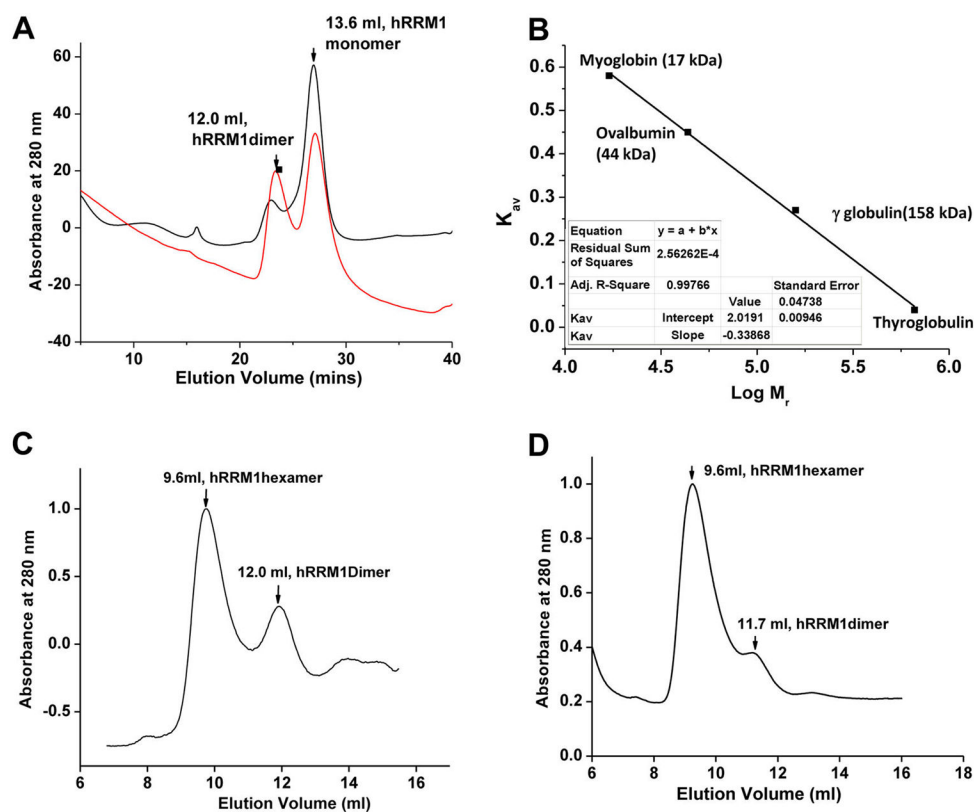 A
13.6 ml, hRRM1
monomer
12.0 ml,
hRRM1dimer
60
40
20
0
-20
-40
Absorbance at 280 nm
10
20
30
40
Elution Volume (mins)
B
Myoglobin (17 kDa)
Ovalbumin
(44 kDa)
γ globulin(158 kDa)
Thyroglobulin
0.6
0.5
0.4
0.3
0.2
0.1
0.0
Kav
Equation y = a + b*x
Residual Sum
of Squares 2.56262E-4
Adj. R-Square 0.99766 Standard Error
Value 0.04738
Kav Intercept 2.0191 0.00946
Kav Slope -0.33868
4.0 4.5 5.0 5.5 6.0
Log Mr
C
9.6ml, hRRM1hexamer
12.0 ml, hRRM1Dimer
1.0
0.5
0.0
-0.5
Absorbance at 280 nm
6 8 10 12 14 16
Elution Volume (ml)
D
9.6ml, hRRM1hexamer
11.7 ml, hRRM1dimer
1.0
0.8
0.6
0.4
0.2
0.0
Absorbance at 280 nm
6 8 10 12 14 16 18
Elution Volume (ml)